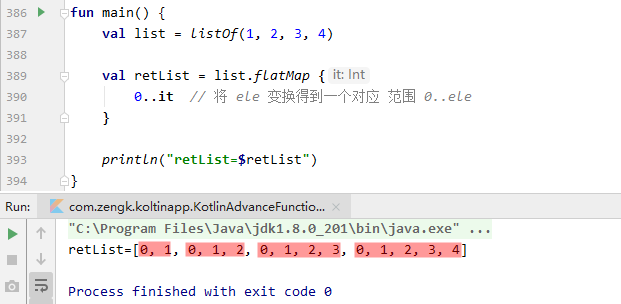 386 fun main() {
387 val list = listOf(1, 2, 3, 4)
388
389 val retList = list.flatMap { it: Int
390 0..it // 将 ele 变换得到一个对应 范围 0..ele
391 }
392
393 println("retList=$retList")
394 }
Run: com.zengk.koltinapp.KotlinAdvanceFunctio... ×
"C:\Program Files\Java\jdk1.8.0_201\bin\java.exe" ...
retList=[0, 1, 0, 1, 2, 0, 1, 2, 3, 0, 1, 2, 3, 4]
Process finished with exit code 0